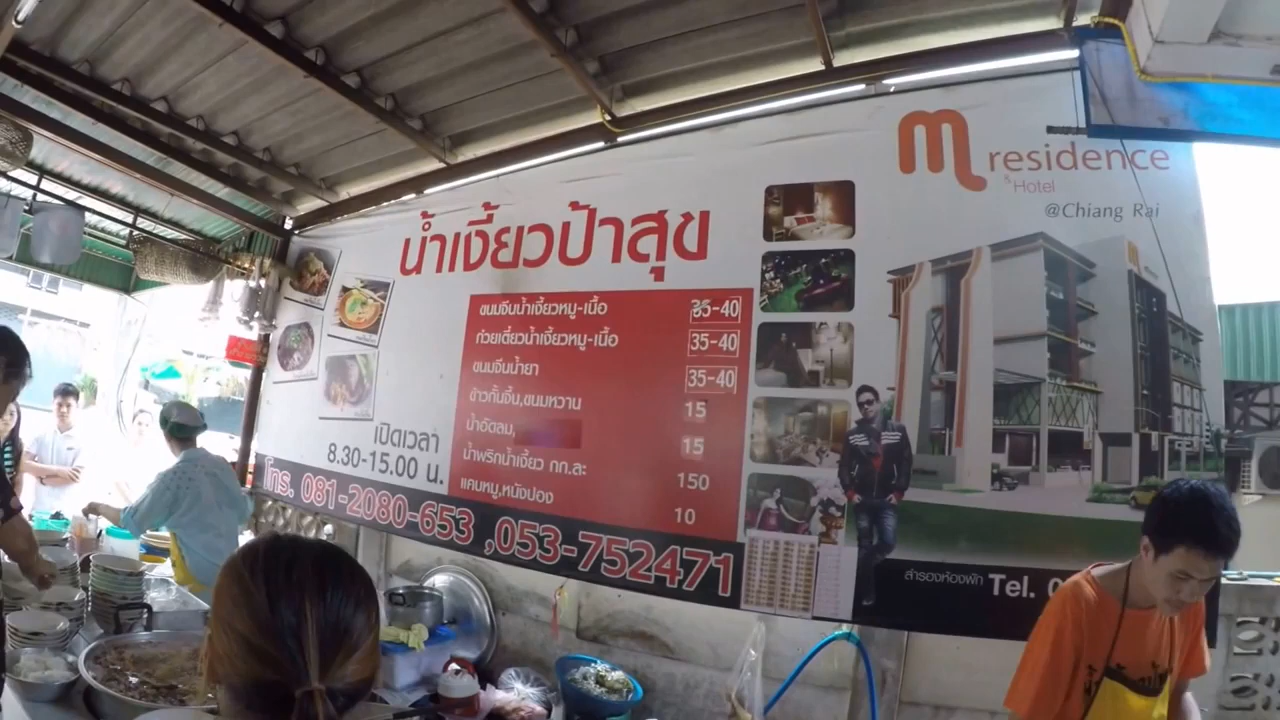 น้ำเงี้ยวป้าสุข
ขนมจีนน้ำเงี้ยวหมู-เนื้อ 35-40
ก๋วยเตี๋ยวน้ำเงี้ยวหมู-เนื้อ 35-40
ขนมจีนน้ำยา 35-40
ข้าวกั้นจิ้น,ขนมหวาน 15
น้ำอัดลม, 15
น้ำพริกน้ำเงี้ยว กก.ละ 150
แคบหมู,หนังปอง 10
เปิดเวลา
8.30-15.00 น.
โทร. 081-2080-653 ,053-752471
m residence
& Hotel
@Chiang Rai
สำรองห้องพัก Tel. 0